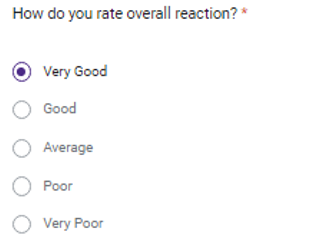 How do you rate overall reaction? *
Very Good
Good
Average
Poor
Very Poor